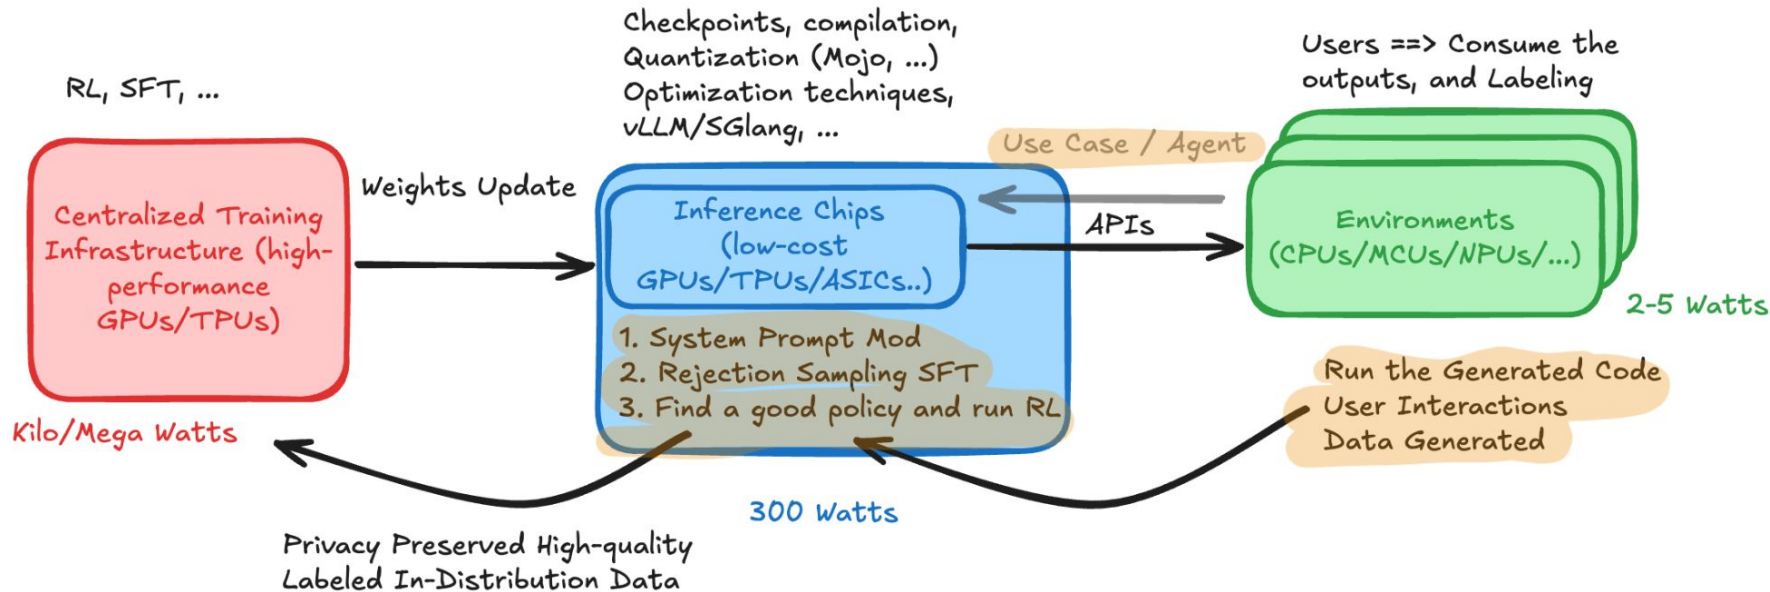 RL, SFT, ...
Centralized Training
Infrastructure (high-
performance
GPUs/TPUs)
Kilo/Mega Watts
Weights Update
Checkpoints, compilation,
Quantization (Mojo, ...)
Optimization techniques,
vLLM/SGlang, ...
Inference Chips
(low-cost
GPUs/TPUs/ASICs..)
1. System Prompt Mod
2. Rejection Sampling SFT
3. Find a good policy and run RL
300 Watts
Privacy Preserved High-quality
Labeled In-Distribution Data
Use Case / Agent
APIs
Users ==> Consume the
outputs, and Labeling
Environments
(CPUs/MCUs/NPUs/...)
2-5 Watts
Run the Generated Code
User Interactions
Data Generated